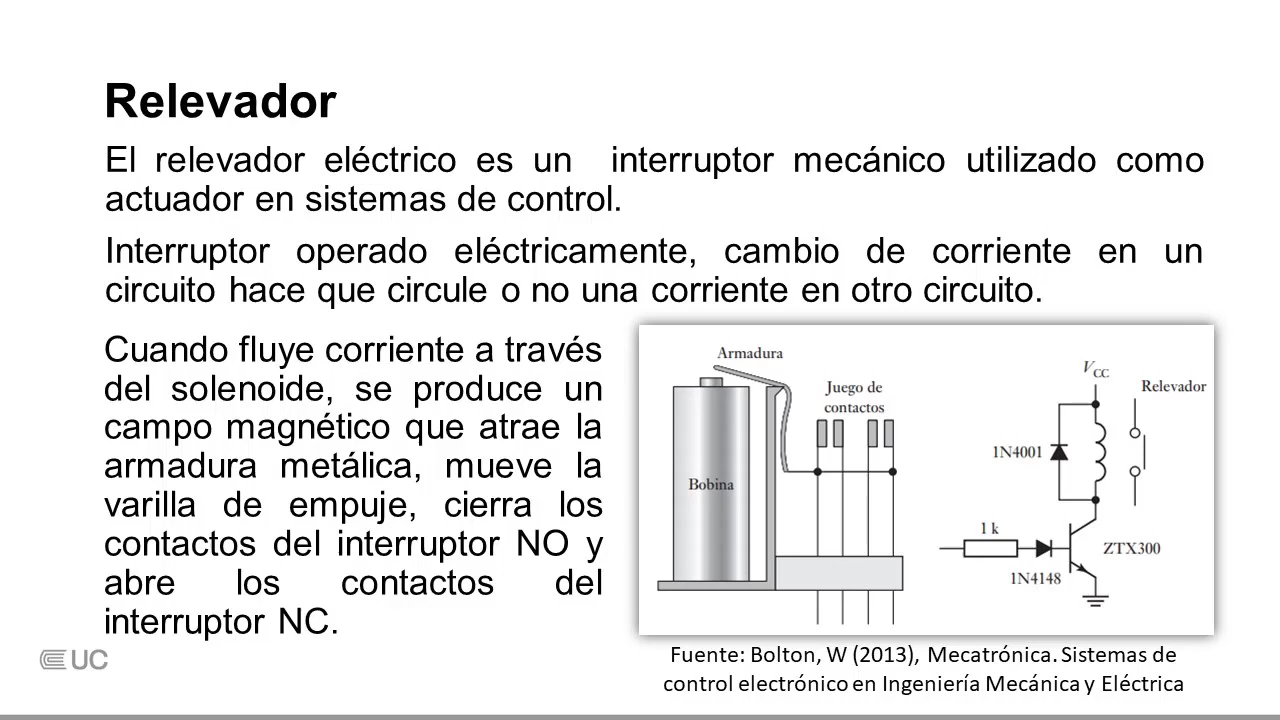 Relevador
El relevador eléctrico es un interruptor mecánico utilizado como
actuador en sistemas de control.
Interruptor operado eléctricamente, cambio de corriente en un
circuito hace que circule o no una corriente en otro circuito.
Cuando fluye corriente a través
del solenoide, se produce un
campo magnético que atrae la
armadura metálica, mueve la
varilla de empuje, cierra los
contactos del interruptor NO y
abre los contactos del
interruptor NC.
Armadura
Juego de
contactos
Bobina
VCC
Relevador
1N4001
1 k
1N4148
ZTX300
Fuente: Bolton, W (2013), Mecatrónica. Sistemas de
control electrónico en Ingeniería Mecánica y Eléctrica
UC